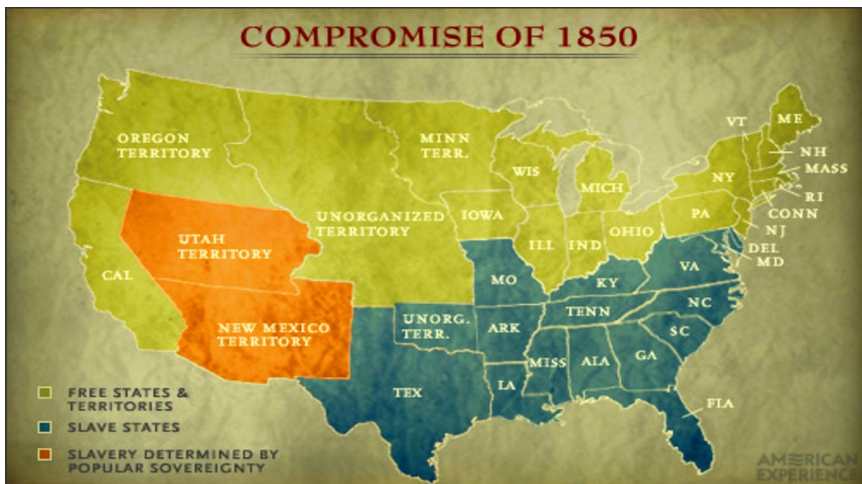 COMPROMISE OF 1850
OREGON
TERRITORY
MINN
TERR.
VT
ME
NH
MASS
WIS
MICH
NY
RI
CONN
NJ
UNORGANIZED
TERRITORY
IOWA
PA
OHIO
ILL
IND
DEL
MD
UTAH
TERRITORY
CAL
MO
KY
VA
NEW MEXICO
TERRITORY
UNORG.
TERR.
TENN
NC
ARK
SC
MISS
ALA
GA
TEX
LA
FLA
FREE STATES &
TERRITORIES
SLAVE STATES
SLAVERY DETERMINED BY
POPULAR SOVEREIGNTY
AMERICAN
EXPERIENCE